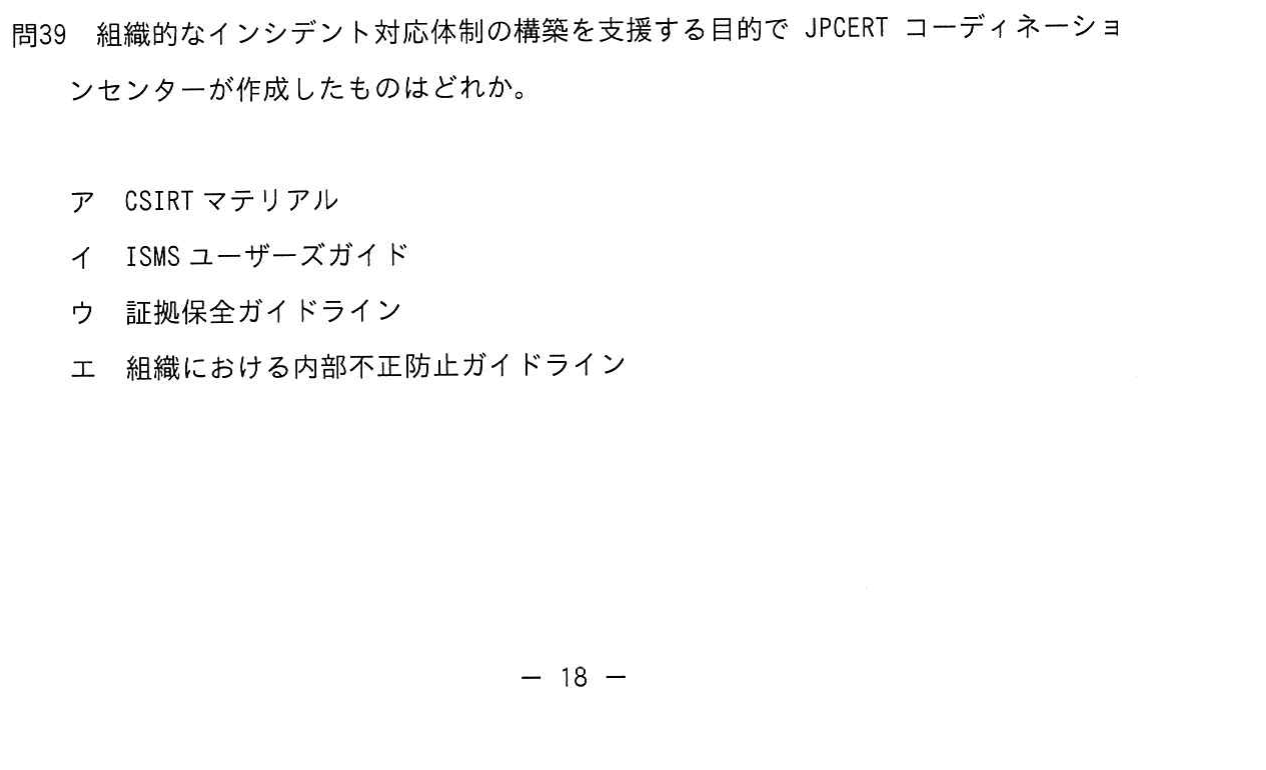 問39 組織的なインシデント対応体制の構築を支援する目的で JPCERT コーディネーショ
ンセンターが作成したものはどれか。
ア CSIRT マテリアル
イ ISMS ユーザーズガイド
ウ 証拠保全ガイドライン
エ 組織における内部不正防止ガイドライン
－ 18 －